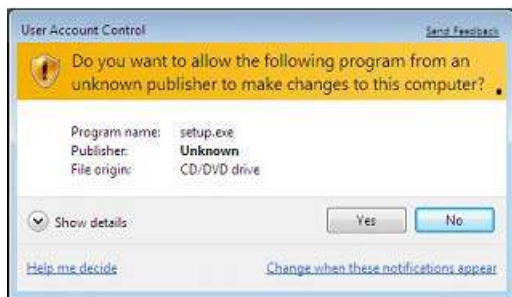 User Account Control
Send Feedback
Do you want to allow the following program from an
unknown publisher to make changes to this computer?
Program name: setup.exe
Publisher: Unknown
File origin: CD/DVD drive
Show details
Yes
No
Help me decide
Change when these notifications appear